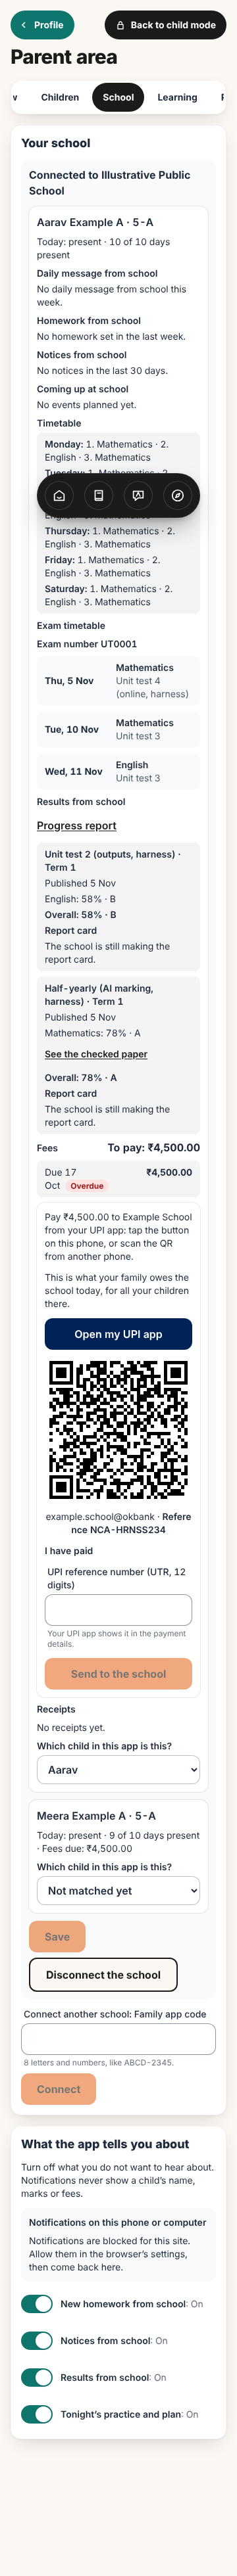 Profile
Back to child mode
Parent area
Children
School
Learning
Your school
Connected to Illustrative Public
School
Aarav Example A · 5-A
Today: present · 10 of 10 days
present
Daily message from school
No daily message from school this
week.
Homework from school
No homework set in the last week.
Notices from school
No notices in the last 30 days.
Coming up at school
No events planned yet.
Timetable
Monday: 1. Mathematics · 2.
English · 3. Mathematics
Thursday: 1. Mathematics · 2.
English · 3. Mathematics
Friday: 1. Mathematics · 2.
English · 3. Mathematics
Saturday: 1. Mathematics · 2.
English · 3. Mathematics
Exam timetable
Exam number UT0001
Thu, 5 Nov
Mathematics
Unit test 4
(online, harness)
Tue, 10 Nov
Mathematics
Unit test 3
Wed, 11 Nov
English
Unit test 3
Results from school
Progress report
Unit test 2 (outputs, harness) ·
Term 1
Published 5 Nov
English: 58% · B
Overall: 58% · B
Report card
The school is still making the
report card.
Half-yearly (AI marking,
harness) · Term 1
Published 5 Nov
Mathematics: 78% · A
See the checked paper
Overall: 78% · A
Report card
The school is still making the
report card.
Fees
To pay: ₹4,500.00
Due 17
Oct Overdue
₹4,500.00
Pay ₹4,500.00 to Example School
from your UPI app: tap the button
on this phone, or scan the QR
from another phone.
This is what your family owes the
school today, for all your children
there.
Open my UPI app
example.school@okbank · Refere
nce NCA-HRNSS234
I have paid
UPI reference number (UTR, 12
digits)
Your UPI app shows it in the payment
details.
Send to the school
Receipts
No receipts yet.
Which child in this app is this?
Aarav
Meera Example A · 5-A
Today: present · 9 of 10 days present
· Fees due: ₹4,500.00
Which child in this app is this?
Not matched yet
Save
Disconnect the school
Connect another school: Family app code
8 letters and numbers, like ABCD-2345.
Connect
What the app tells you about
Turn off what you do not want to hear about.
Notifications never show a child's name,
marks or fees.
Notifications on this phone or computer
Notifications are blocked for this site.
Allow them in the browser's settings,
then come back here.
New homework from school: On
Notices from school: On
Results from school: On
Tonight's practice and plan: On